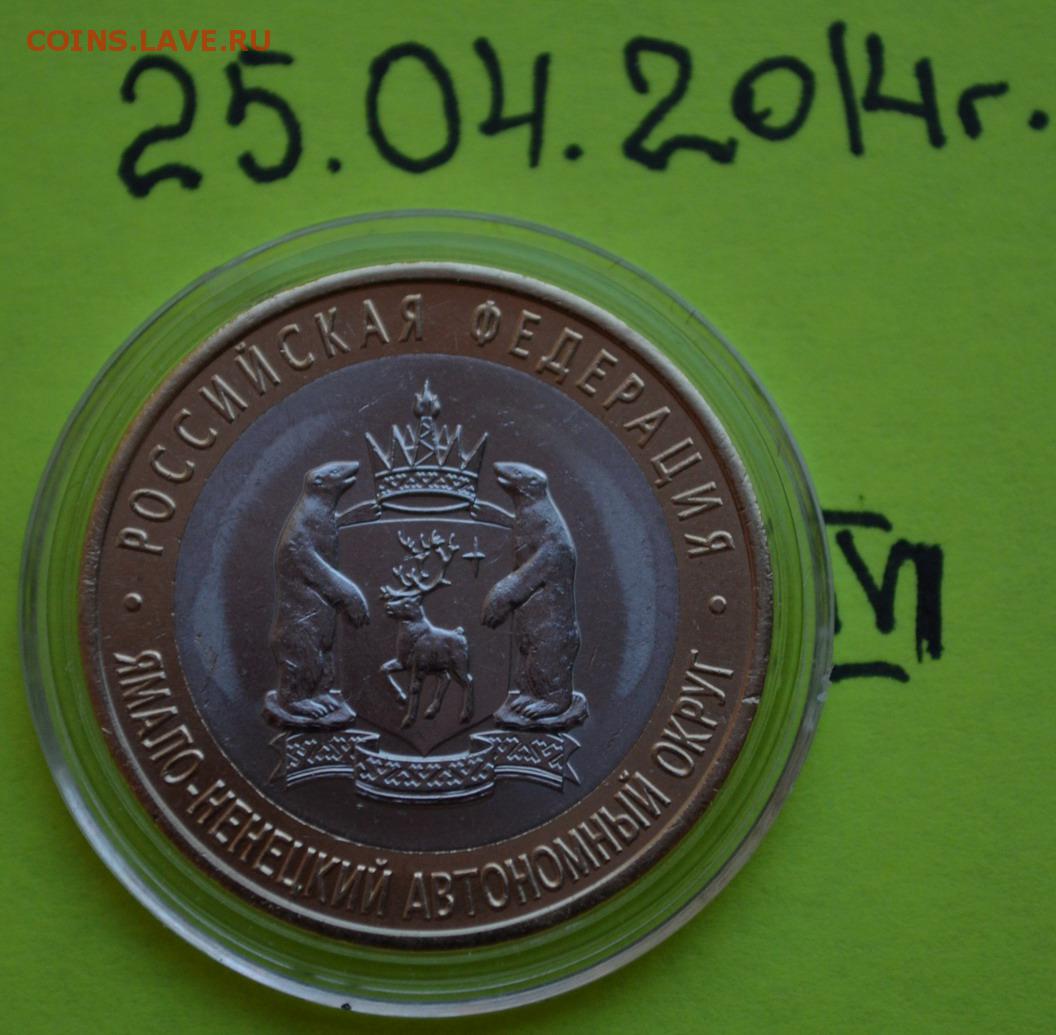 COINS.LAVE.RU
25.04.2014г.
РОССИЙСКАЯ ФЕДЕРАЦИЯ
ЯМАЛО-НЕНЕЦКИЙ АВТОНОМНЫЙ ОКРУГ